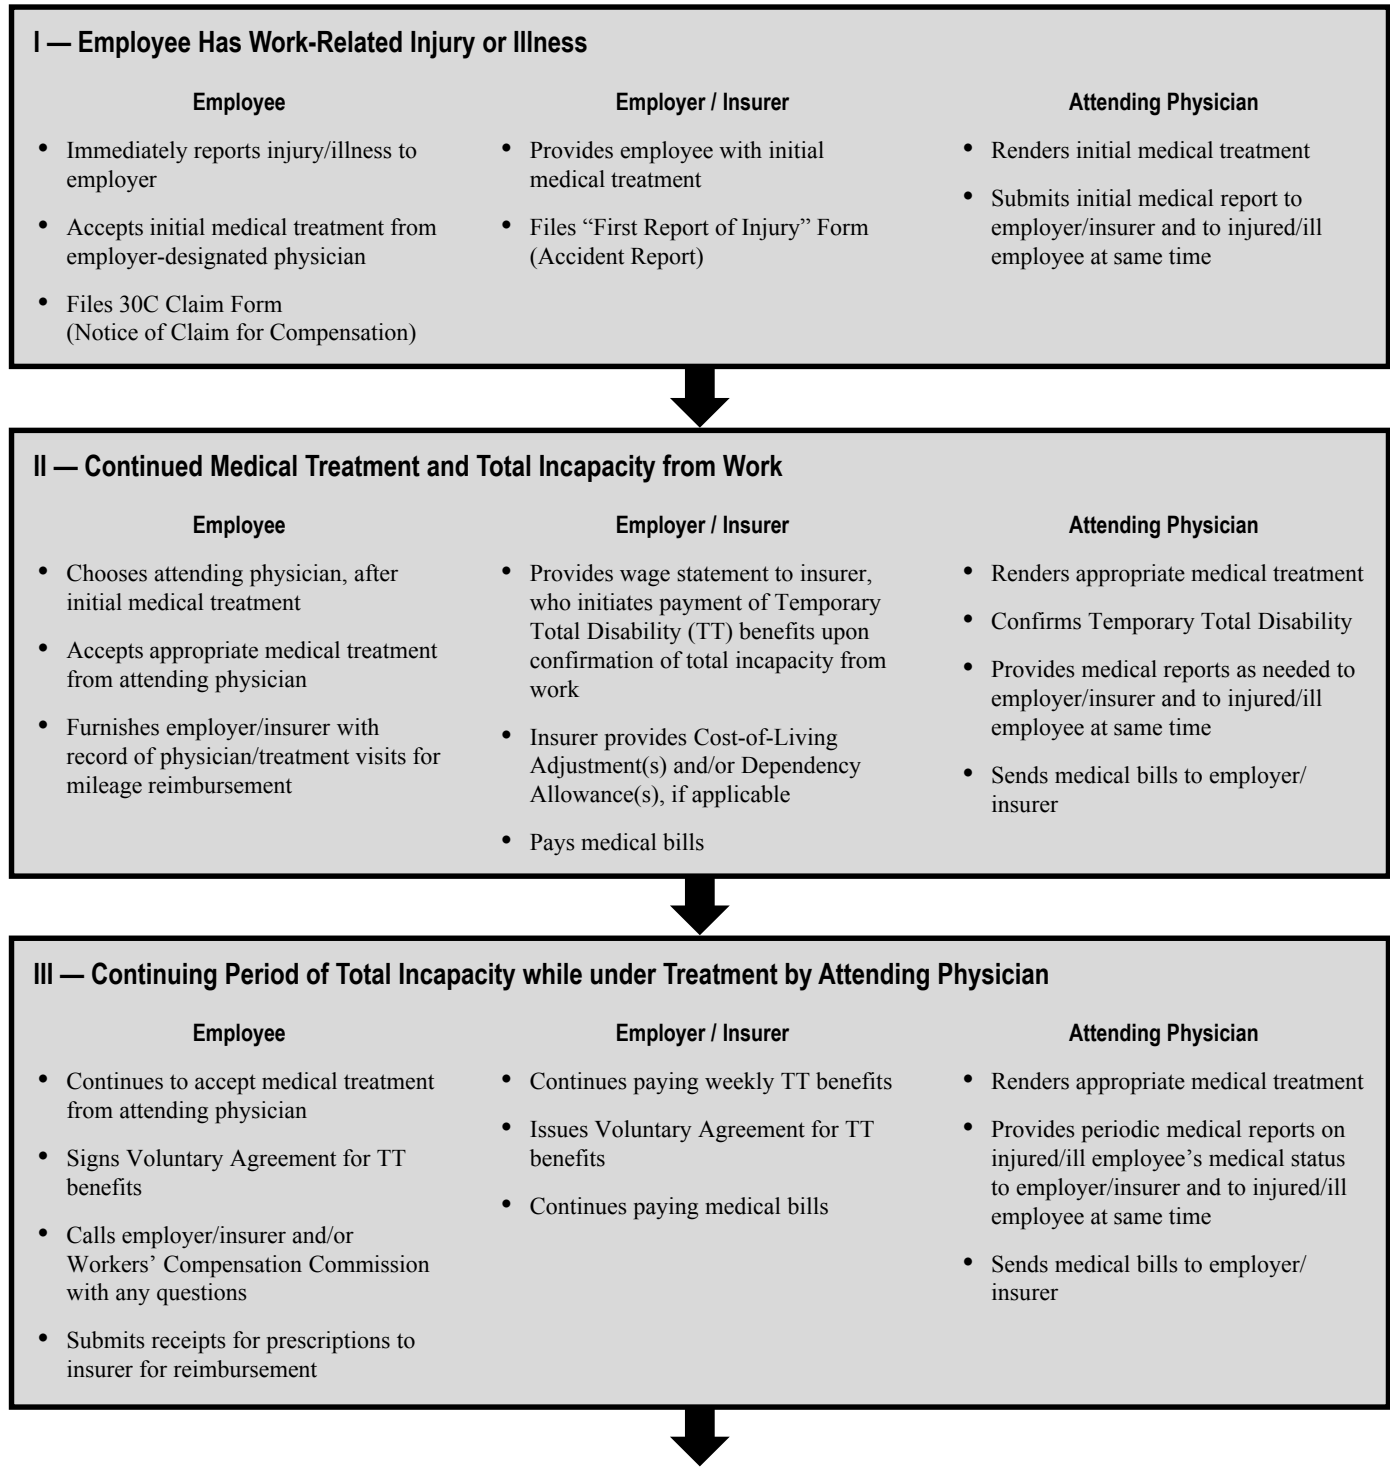 I — Employee Has Work-Related Injury or Illness
Employee
• Immediately reports injury/illness to
employer
• Accepts initial medical treatment from
employer-designated physician
• Files 30C Claim Form
(Notice of Claim for Compensation)
Employer / Insurer
• Provides employee with initial
medical treatment
• Files “First Report of Injury” Form
(Accident Report)
Attending Physician
• Renders initial medical treatment
• Submits initial medical report to
employer/insurer and to injured/ill
employee at same time
II — Continued Medical Treatment and Total Incapacity from Work
Employee
• Chooses attending physician, after
initial medical treatment
• Accepts appropriate medical treatment
from attending physician
• Furnishes employer/insurer with
record of physician/treatment visits for
mileage reimbursement
Employer / Insurer
• Provides wage statement to insurer,
who initiates payment of Temporary
Total Disability (TT) benefits upon
confirmation of total incapacity from
work
• Insurer provides Cost-of-Living
Adjustment(s) and/or Dependency
Allowance(s), if applicable
• Pays medical bills
Attending Physician
• Renders appropriate medical treatment
• Confirms Temporary Total Disability
• Provides medical reports as needed to
employer/insurer and to injured/ill
employee at same time
• Sends medical bills to employer/
insurer
III — Continuing Period of Total Incapacity while under Treatment by Attending Physician
Employee
• Continues to accept medical treatment
from attending physician
• Signs Voluntary Agreement for TT
benefits
• Calls employer/insurer and/or
Workers’ Compensation Commission
with any questions
• Submits receipts for prescriptions to
insurer for reimbursement
Employer / Insurer
• Continues paying weekly TT benefits
• Issues Voluntary Agreement for TT
benefits
• Continues paying medical bills
Attending Physician
• Renders appropriate medical treatment
• Provides periodic medical reports on
injured/ill employee’s medical status
to employer/insurer and to injured/ill
employee at same time
• Sends medical bills to employer/
insurer